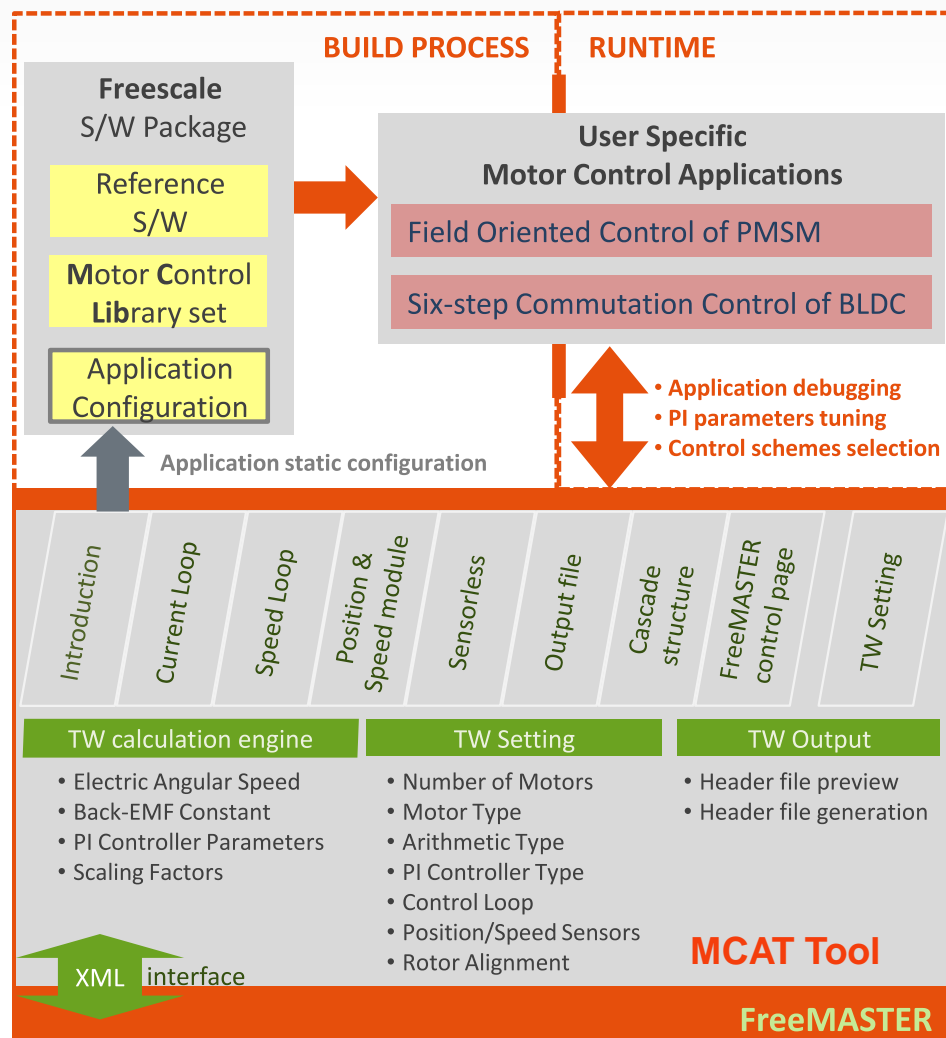 BUILD PROCESS
RUNTIME
Freescale
S/W Package
Reference
S/W
Motor Control
Library set
Application
Configuration
User Specific
Motor Control Applications
Field Oriented Control of PMSM
Six-step Commutation Control of BLDC
• Application debugging
• PI parameters tuning
• Control schemes selection
Application static configuration
Introduction
Current Loop
Speed Loop
Position &
Speed module
Sensorless
Output file
Cascade
structure
FreeMASTER
control page
TW Setting
TW calculation engine
• Electric Angular Speed
• Back-EMF Constant
• PI Controller Parameters
• Scaling Factors
TW Setting
• Number of Motors
• Motor Type
• Arithmetic Type
• PI Controller Type
• Control Loop
• Position/Speed Sensors
• Rotor Alignment
TW Output
• Header file preview
• Header file generation
MCAT Tool
XML interface
FreeMASTER